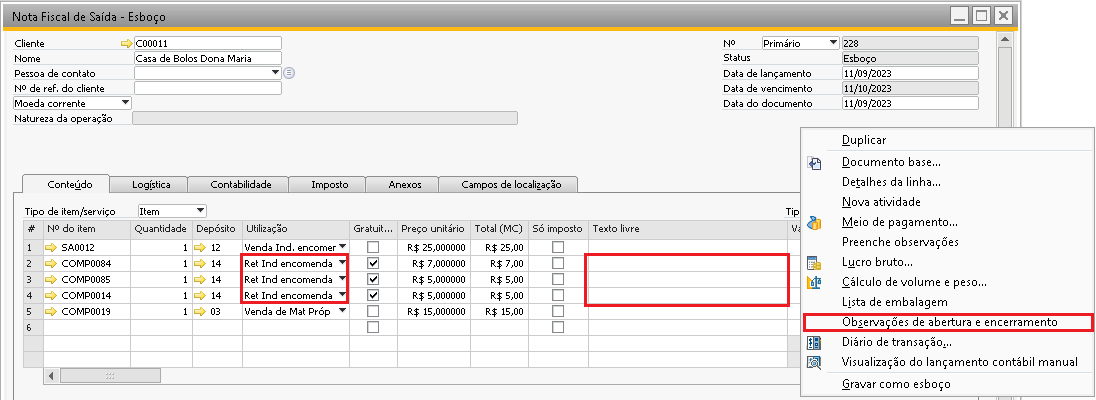 Nota Fiscal de Saída - Esboço
Cliente C00011
Nome Casa de Bolos Dona Maria
Pessoa de contato
Nº de ref. do cliente
Moeda corrente
Natureza da operação
Nº Primário 228
Status Esboço
Data de lançamento 11/09/2023
Data de vencimento 11/10/2023
Data do documento 11/09/2023
Conteúdo Logística Contabilidade Imposto Anexos Campos de localização
Tipo de item/serviço Item Tip
# Nº do item Quantidade Depósito Utilização Gratuit... Preço unitário Total (MC) Só imposto Texto livre Va
1 SA0012 1 12 Venda Ind. encomer R$ 25,000000 R$ 25,00
2 COMP0084 1 14 Ret Ind encomenda R$ 7,000000 R$ 7,00
3 COMP0085 1 14 Ret Ind encomenda R$ 5,000000 R$ 5,00
4 COMP0014 1 14 Ret Ind encomenda R$ 5,000000 R$ 5,00
5 COMP0019 1 03 Venda de Mat Próp R$ 15,000000 R$ 15,00
6
Duplicar
Documento base...
Detalhes da linha...
Nova atividade
Meio de pagamento...
Preenche observações
Lucro bruto...
Cálculo de volume e peso...
Lista de embalagem
Observações de abertura e encerramento
Diário de transação...
Visualização do lançamento contábil manual
Gravar como esboço